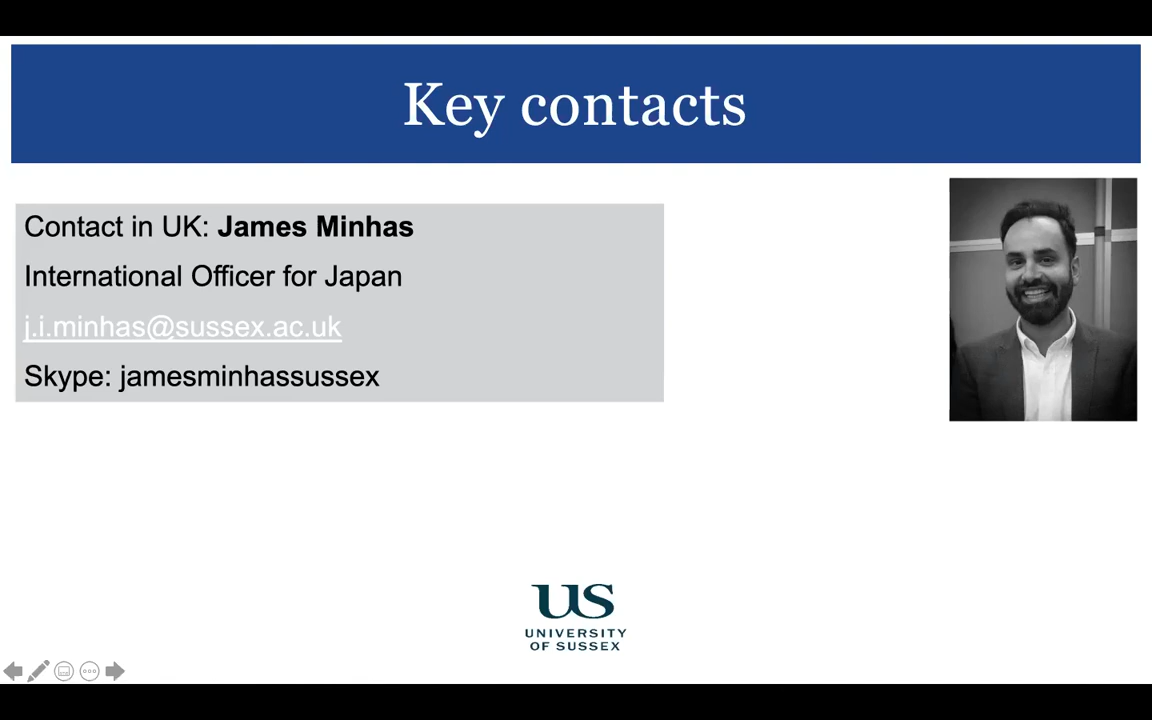 Key contacts
Contact in UK: James Minhas
International Officer for Japan
j.i.minhas@sussex.ac.uk
Skype: jamesminhassussex
US
UNIVERSITY
OF SUSSEX